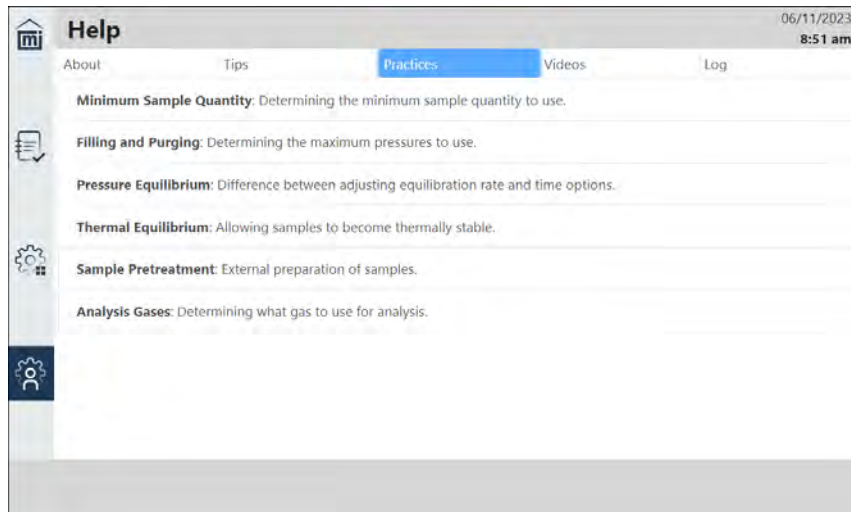 mi
Help
06/11/2023
8:51 am
About Tips Practices Videos Log
Minimum Sample Quantity: Determining the minimum sample quantity to use.
Filling and Purging: Determining the maximum pressures to use.
Pressure Equilibrium: Difference between adjusting equilibration rate and time options.
Thermal Equilibrium: Allowing samples to become thermally stable.
Sample Pretreatment: External preparation of samples.
Analysis Gases: Determining what gas to use for analysis.